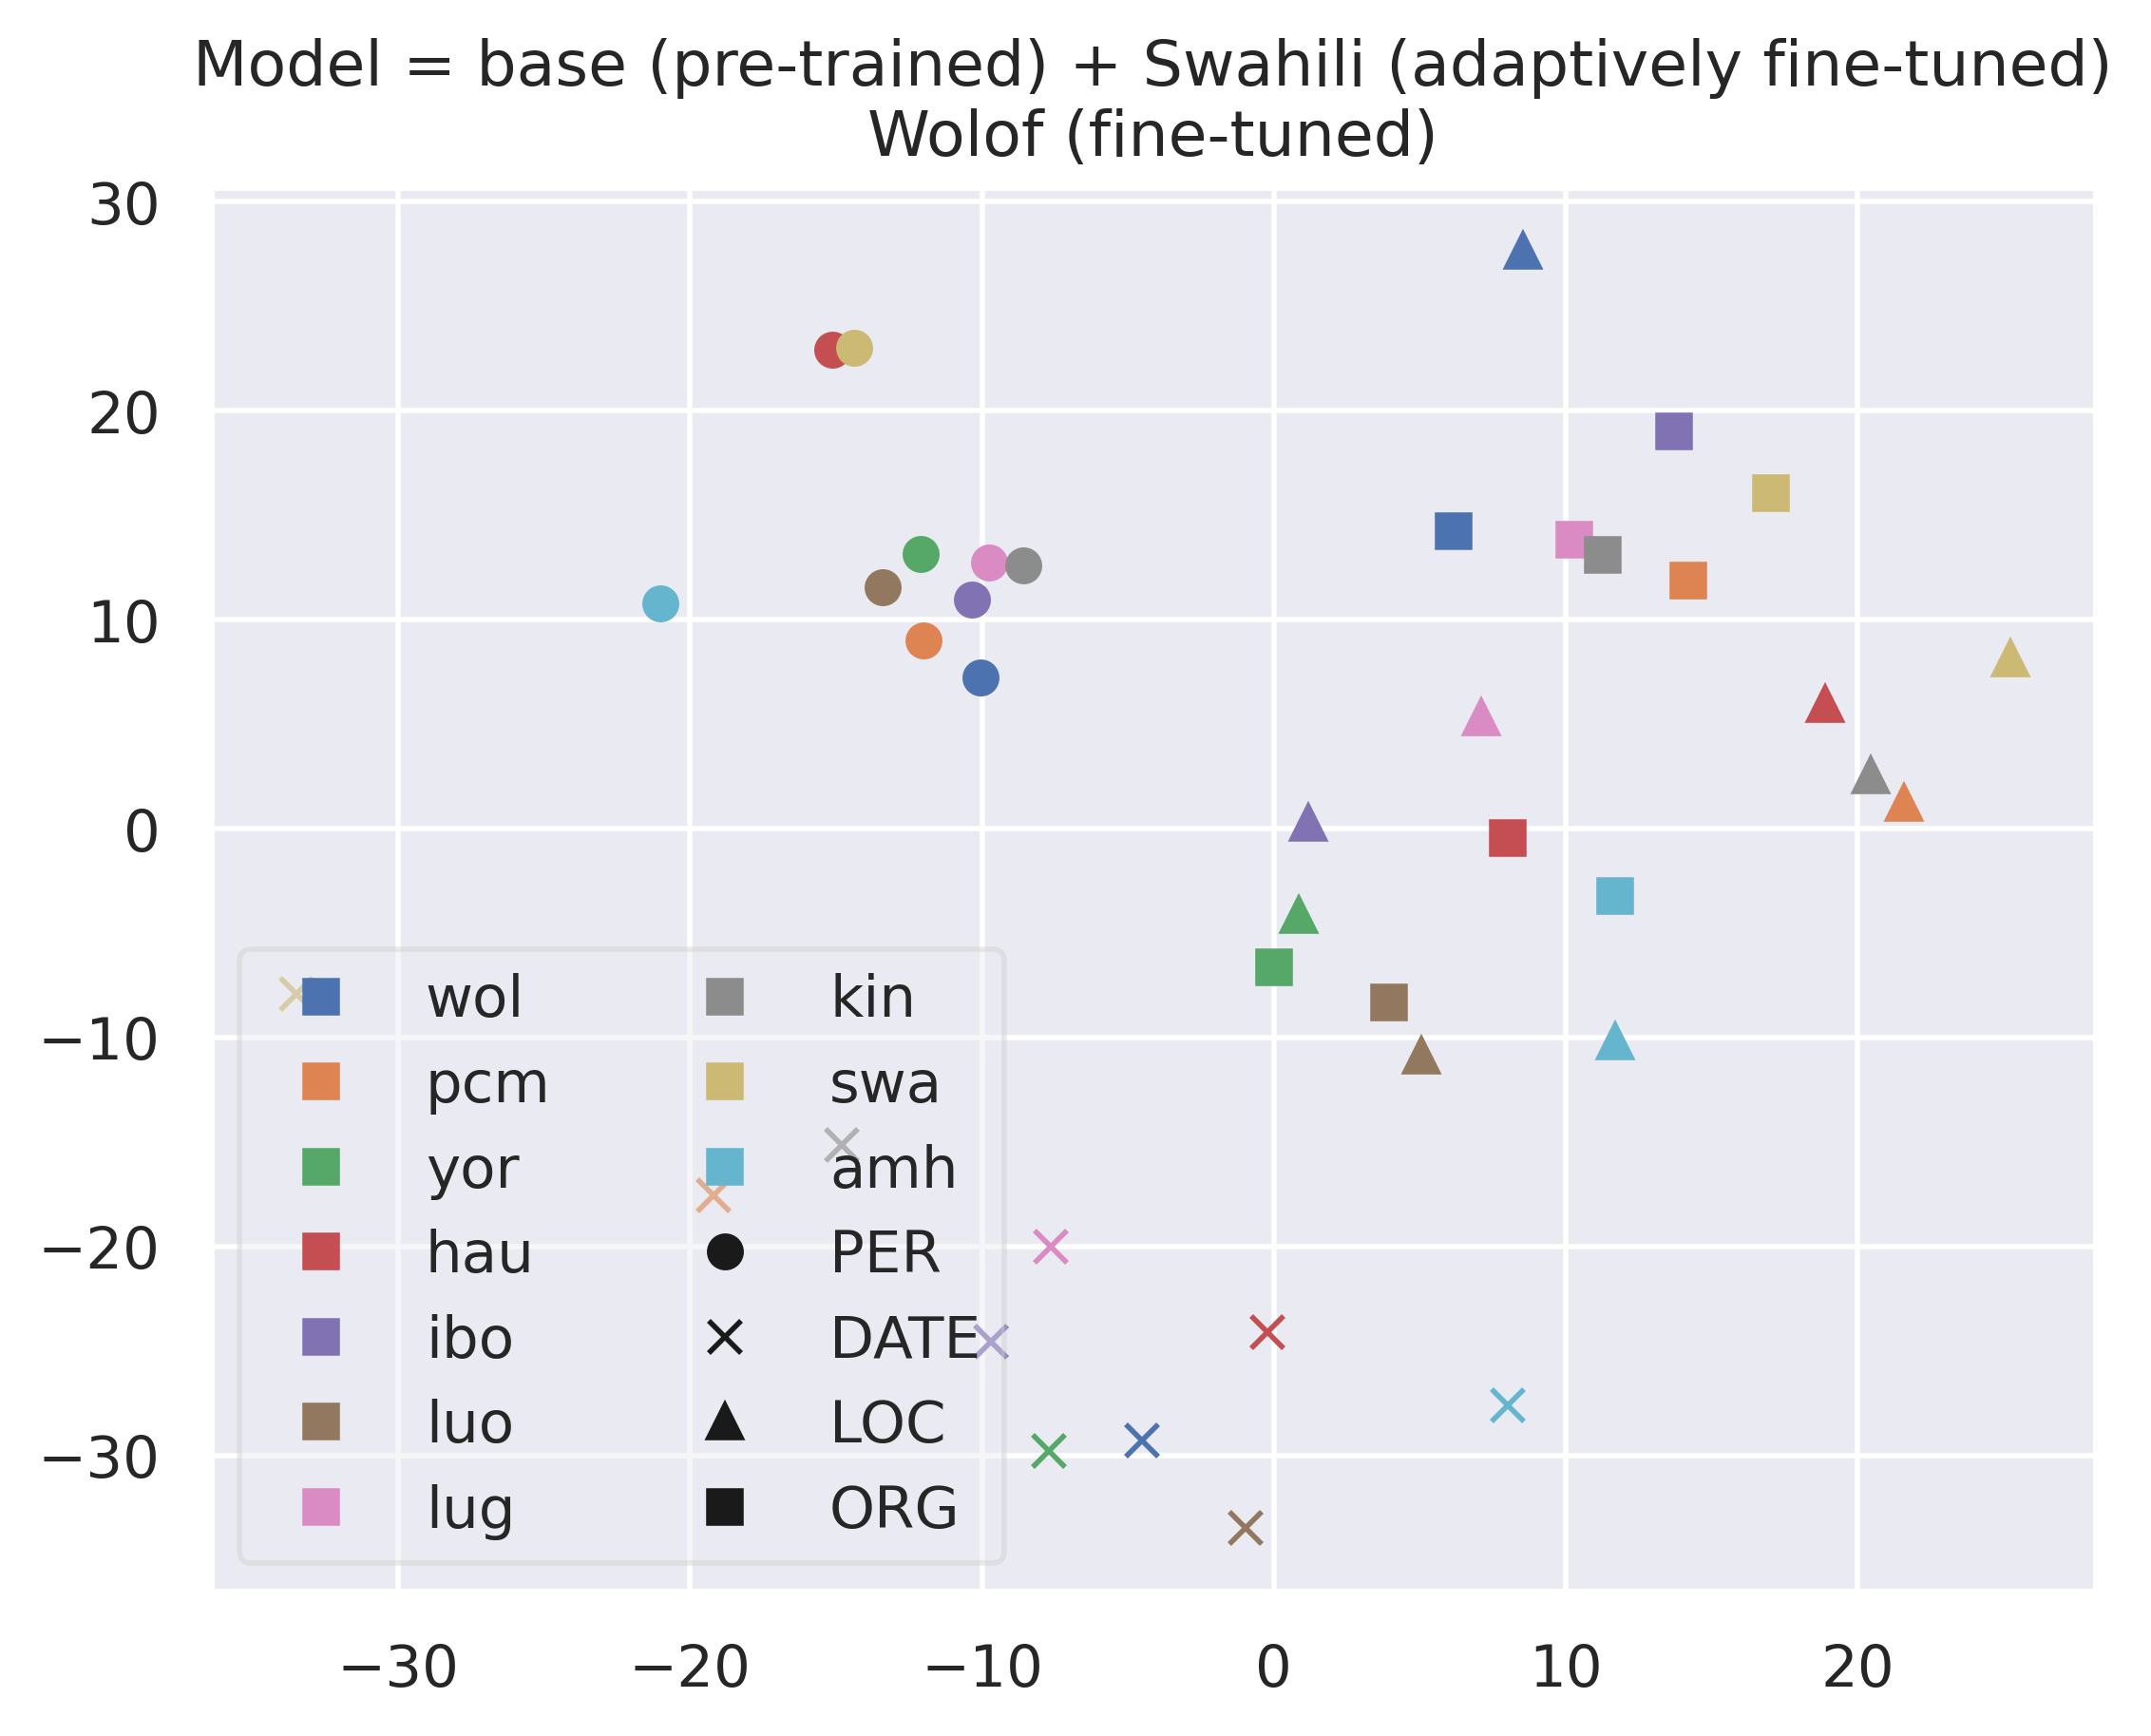 Model = base (pre-trained) + Swahili (adaptively fine-tuned)
Wolof (fine-tuned)
30
20
10
0
−10
−20
−30
wol
pcm
yor
hau
ibo
luo
lug
kin
swa
amh
PER
DATE
LOC
ORG
−30 −20 −10 0 10 20